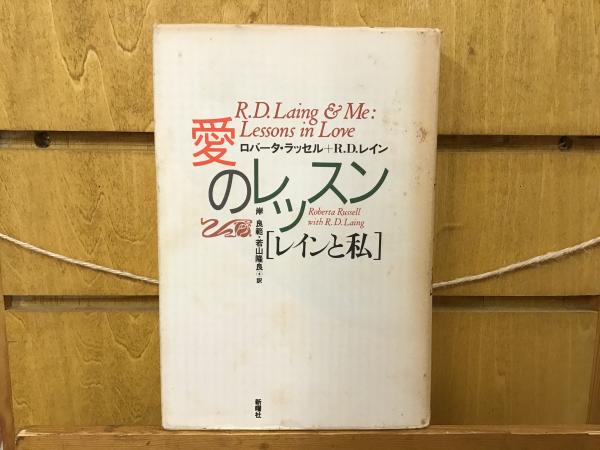 R.D. Laing & Me:
Lessons in Love
ロバータ・ラッセル+R.D.レイン
愛のレッスン
Roberta Russell
with R. D. Laing
[レインと私]
岸 良範・若山隆良・訳
新曜社